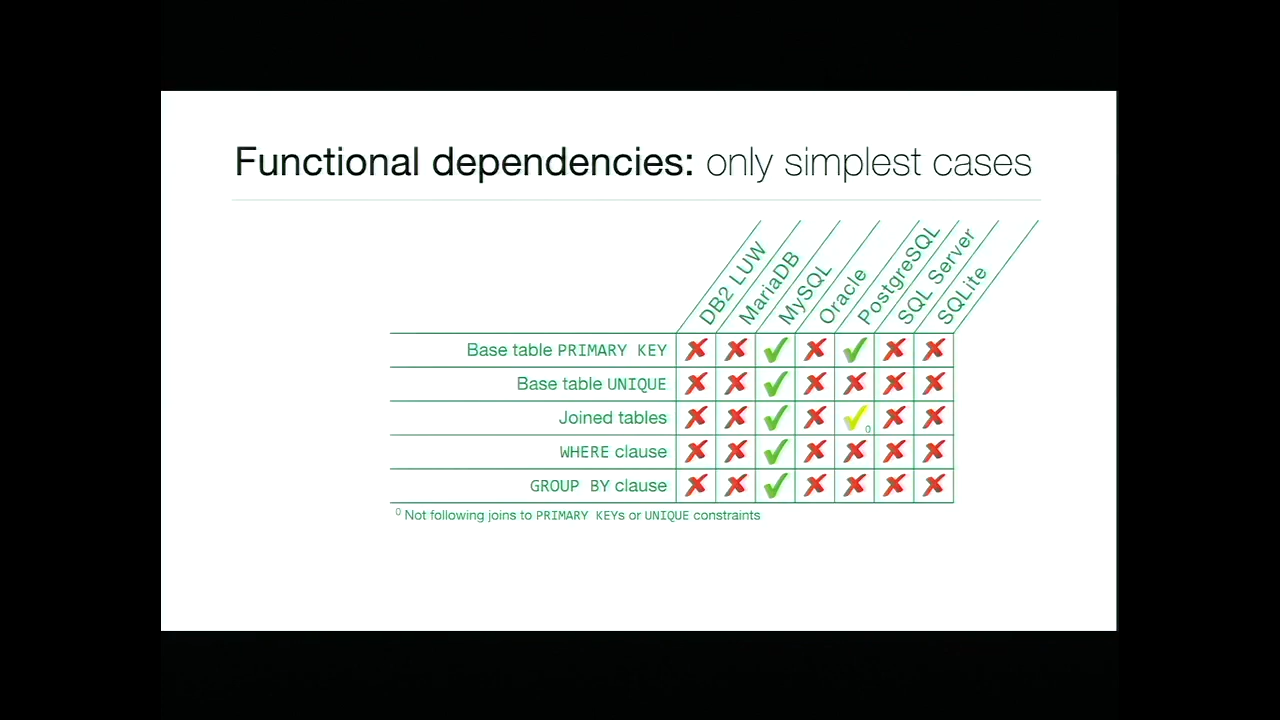 Functional dependencies: only simplest cases
DB2 LUW
MariaDB
MySQL
Oracle
PostgreSQL
SQL Server
SQLite
Base table PRIMARY KEY
Base table UNIQUE
Joined tables
0
WHERE clause
GROUP BY clause
0 Not following joins to PRIMARY KEYs or UNIQUE constraints